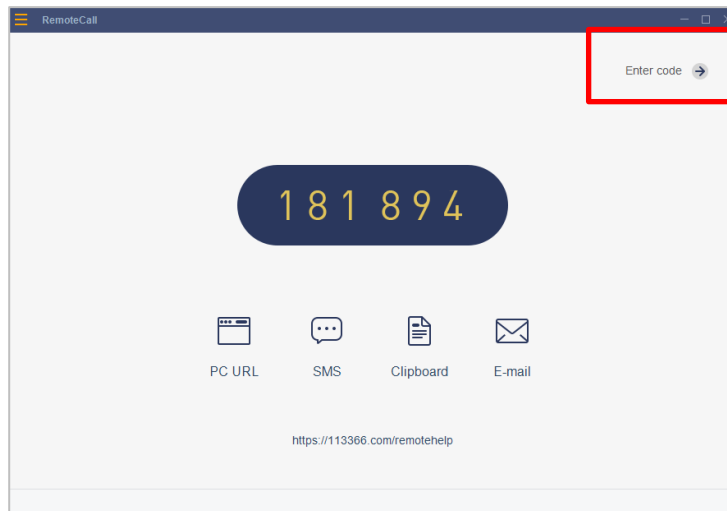 RemoteCall
Enter code
181 894
PC URL SMS Clipboard E-mail
https://113366.com/remotehelp